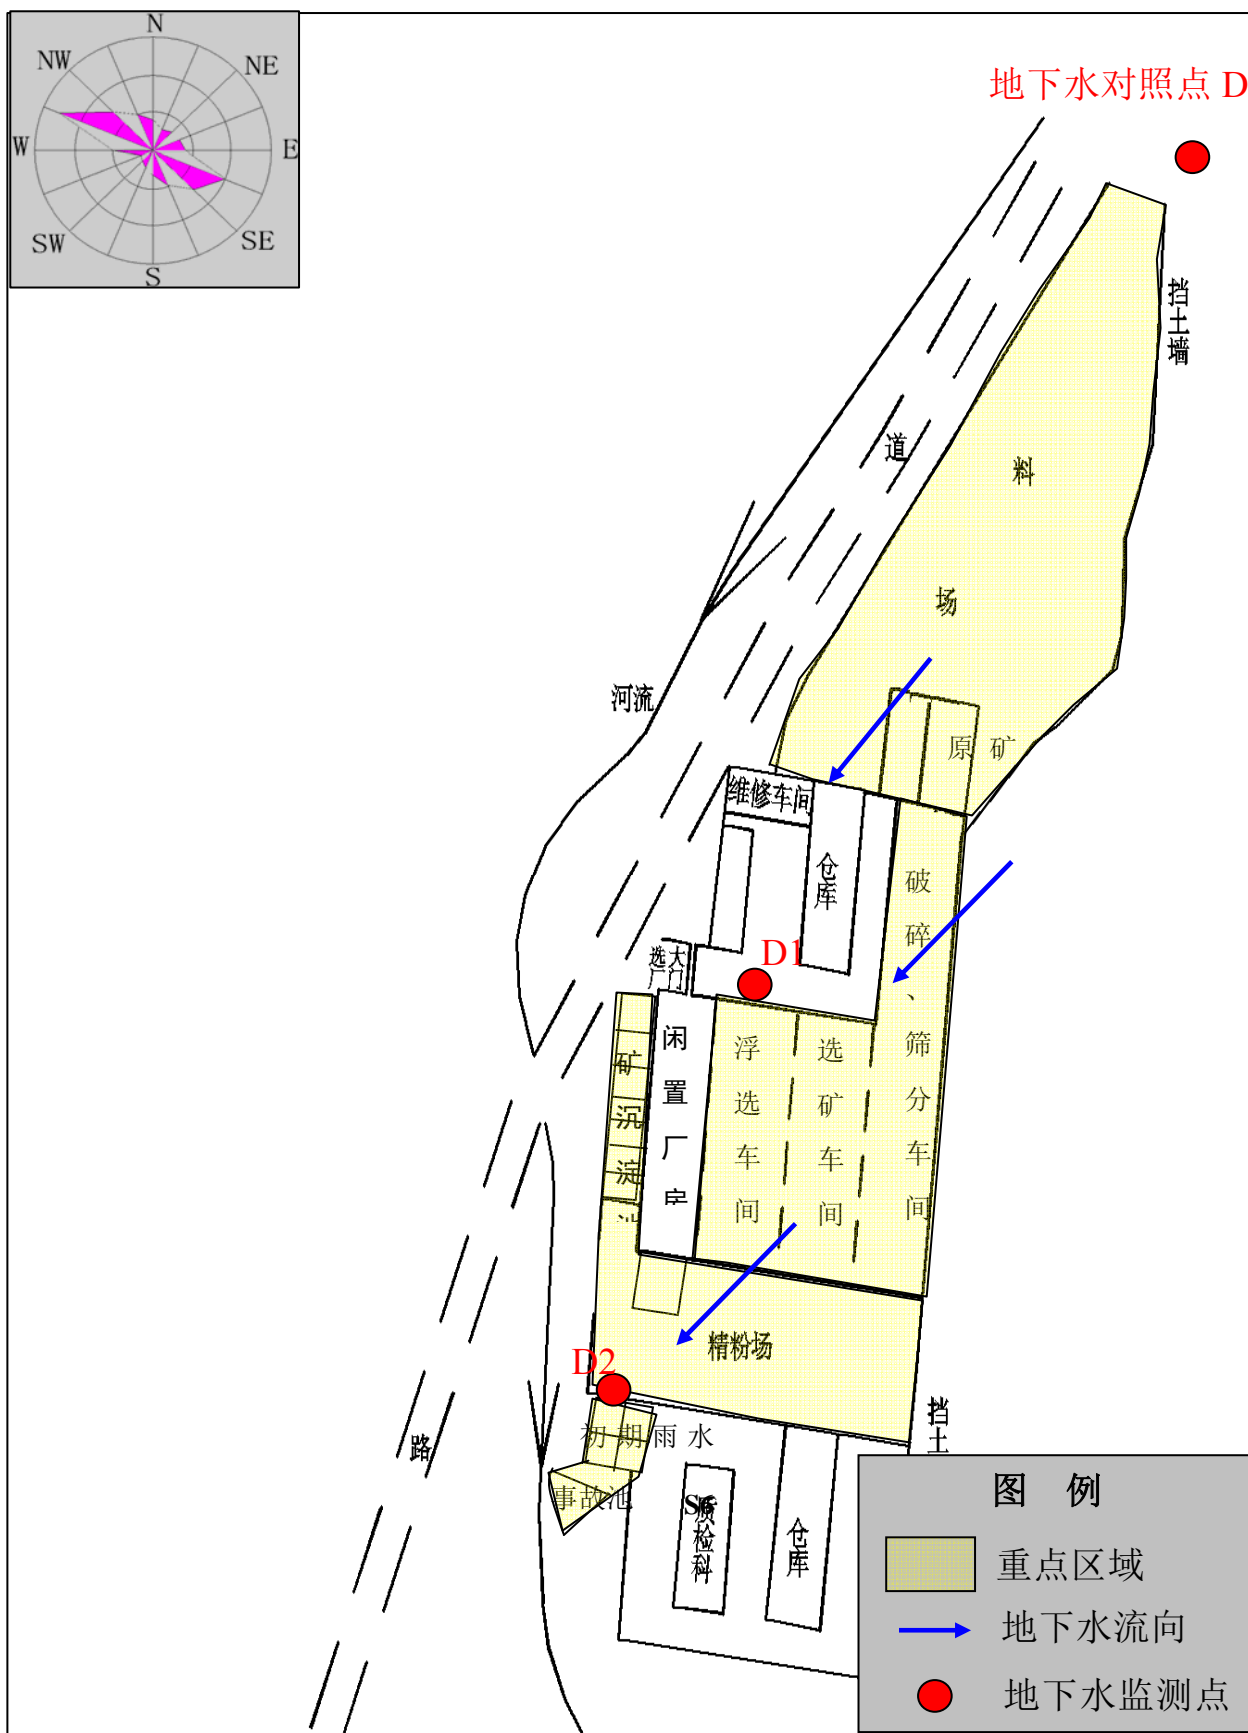 N
NW
NE
W
E
SW
SE
S
地下水对照点 D
挡土墙
道
料
场
河流
原 矿
维修车间
仓库
破碎、筛分车间
D1
选厂
大门
矿沉淀
闲置厂房
浮选车间
选矿车间
精粉场
D2
挡土
初 期 雨 水
路
事故池
S6
质检科
仓库
图 例
重点区域
地下水流向
地下水监测点